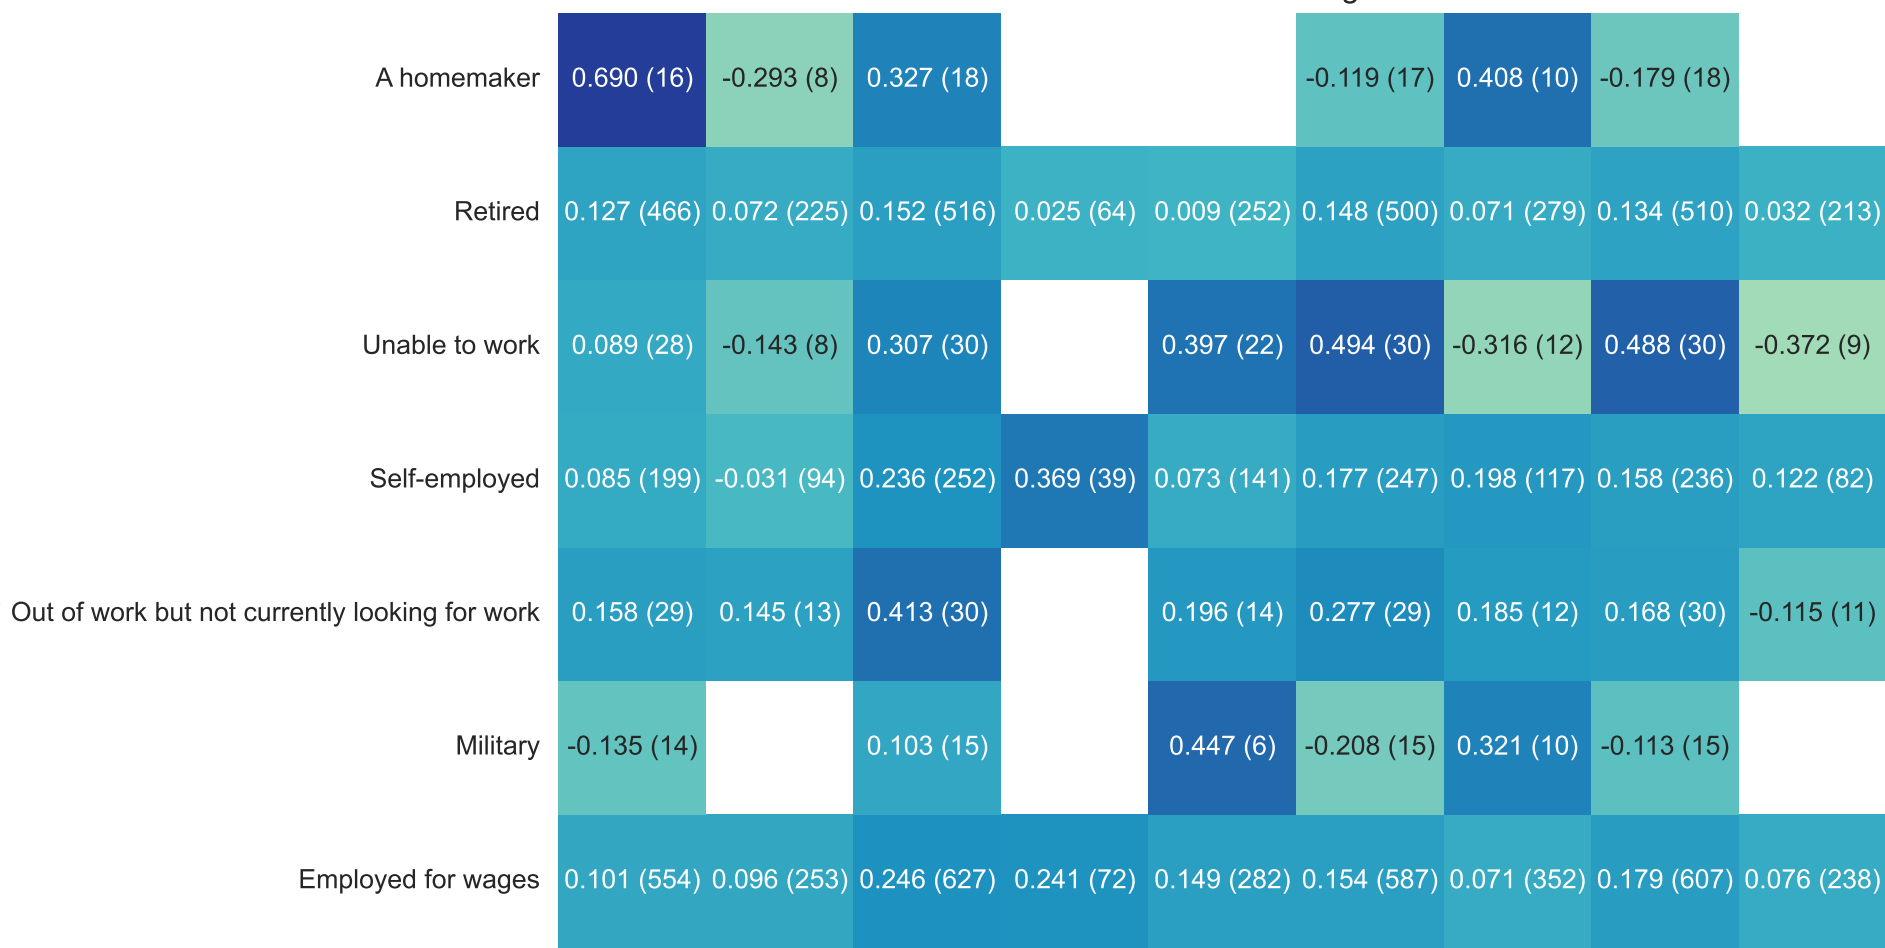 A homemaker 0.690 (16) -0.293 (8) 0.327 (18) -0.119 (17) 0.408 (10) -0.179 (18)
Retired 0.127 (466) 0.072 (225) 0.152 (516) 0.025 (64) 0.009 (252) 0.148 (500) 0.071 (279) 0.134 (510) 0.032 (213)
Unable to work 0.089 (28) -0.143 (8) 0.307 (30) 0.397 (22) 0.494 (30) -0.316 (12) 0.488 (30) -0.372 (9)
Self-employed 0.085 (199) -0.031 (94) 0.236 (252) 0.369 (39) 0.073 (141) 0.177 (247) 0.198 (117) 0.158 (236) 0.122 (82)
Out of work but not currently looking for work 0.158 (29) 0.145 (13) 0.413 (30) 0.196 (14) 0.277 (29) 0.185 (12) 0.168 (30) -0.115 (11)
Military -0.135 (14) 0.103 (15) 0.447 (6) -0.208 (15) 0.321 (10) -0.113 (15)
Employed for wages 0.101 (554) 0.096 (253) 0.246 (627) 0.241 (72) 0.149 (282) 0.154 (587) 0.071 (352) 0.179 (607) 0.076 (238)